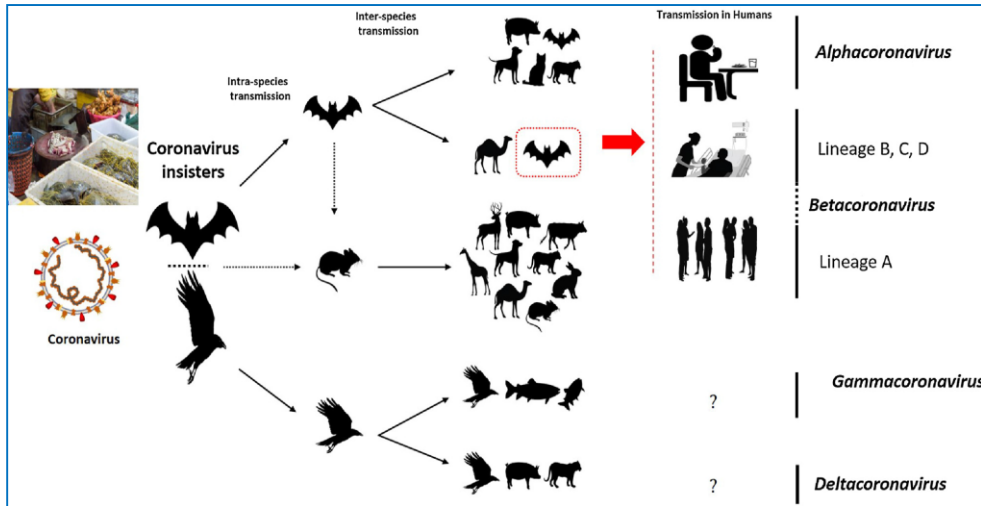 Inter-species
transmission
Transmission in Humans
Alphacoronavirus
Intra-species
transmission
Coronavirus
insisters
Lineage B, C, D
Betacoronavirus
Lineage A
Coronavirus
Gammacoronavirus
?
?
Deltacoronavirus